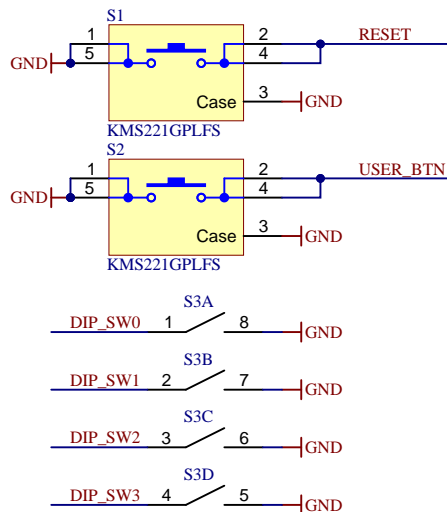 S1
1 2 RESET
GND 5 4
Case 3 GND
KMS221GPLFS
S2
1 2 USER_BTN
GND 5 4
Case 3 GND
KMS221GPLFS
S3A
DIP_SW0 1 8 GND
S3B
DIP_SW1 2 7 GND
S3C
DIP_SW2 3 6 GND
S3D
DIP_SW3 4 5 GND